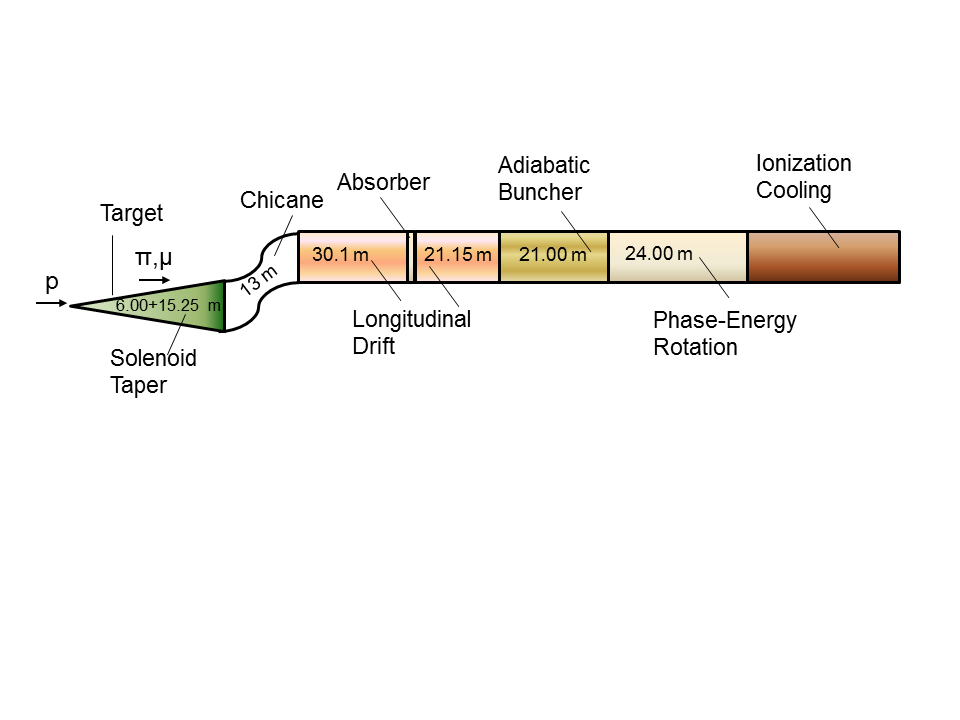 Target
Chicane
Absorber
Adiabatic
Buncher
Ionization
Cooling
π,μ
p
6.00+15.25 m
13 m
30.1 m
21.15 m
21.00 m
24.00 m
Solenoid
Taper
Longitudinal
Drift
Phase-Energy
Rotation